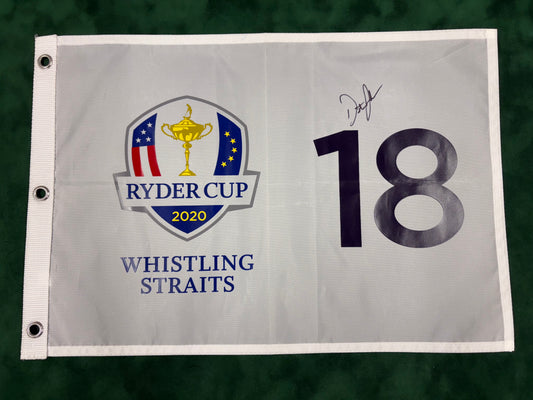 RYDER CUP
2020
WHISTLING
STRAITS
18